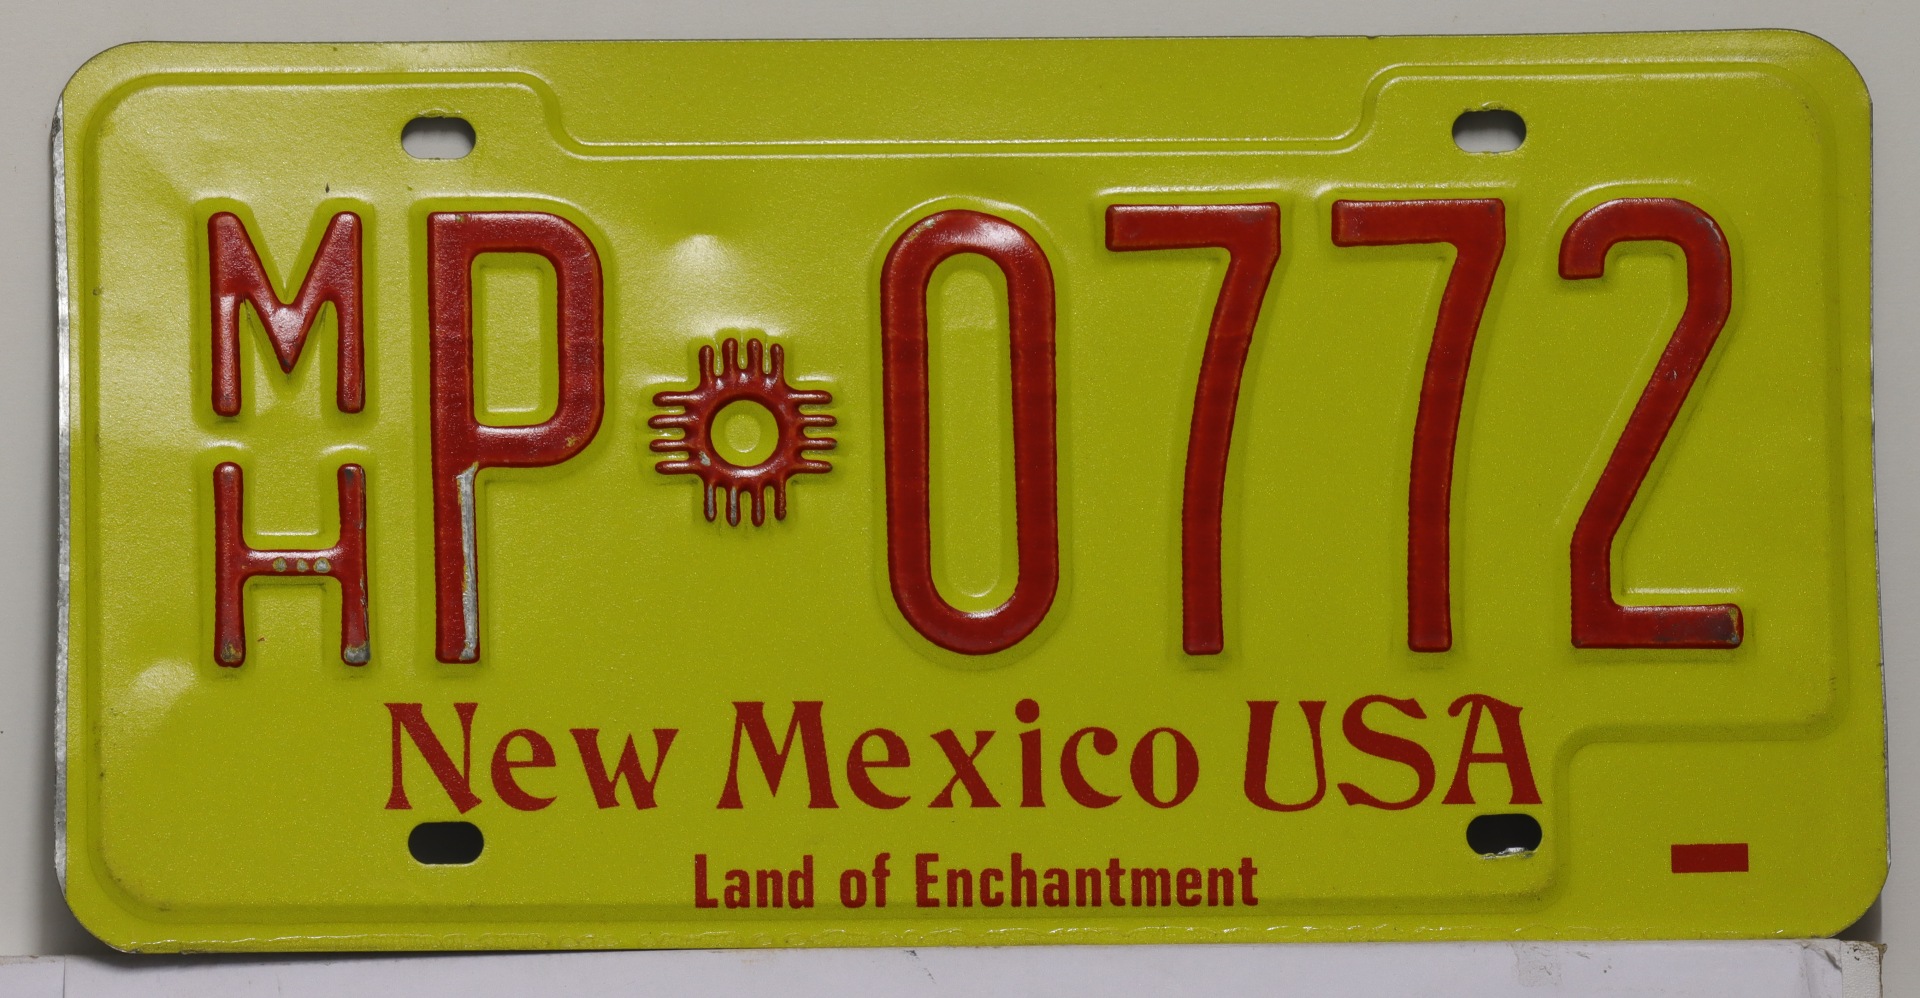 MH P 0772
New Mexico USA
Land of Enchantment